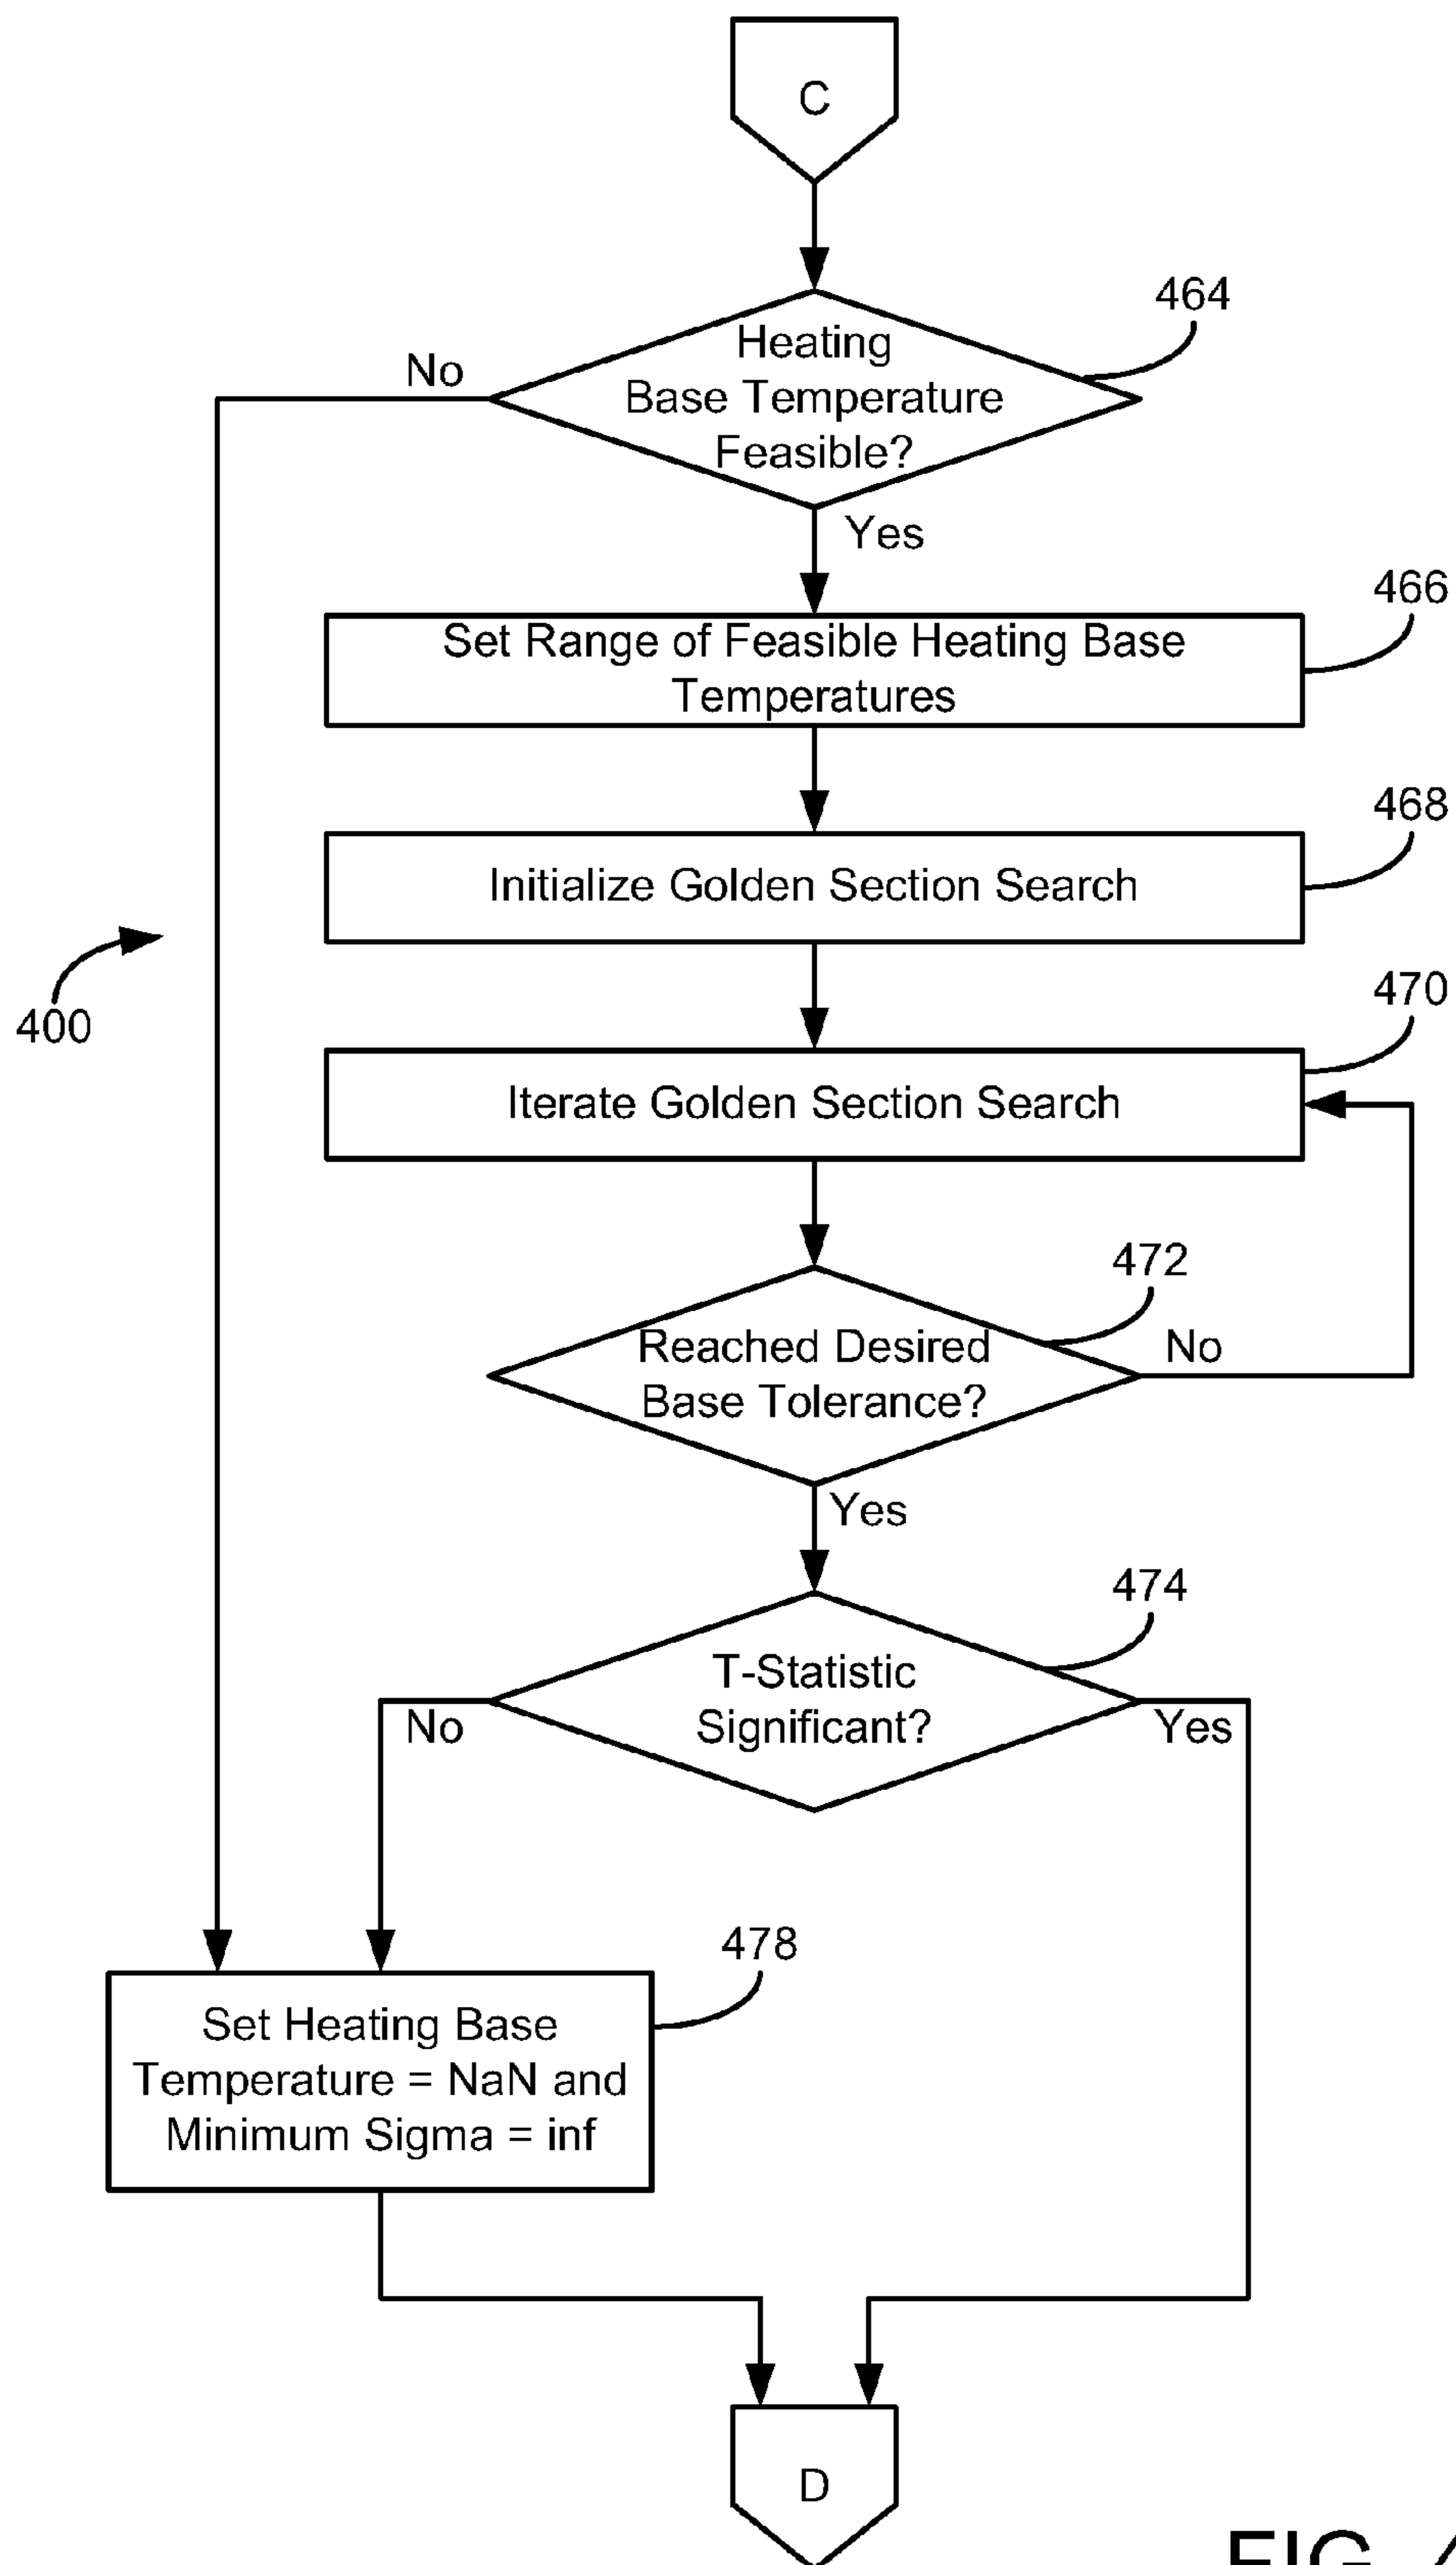 C
464
Heating
Base Temperature
Feasible?
No
Yes
466
Set Range of Feasible Heating Base
Temperatures
468
Initialize Golden Section Search
400
470
Iterate Golden Section Search
472
Reached Desired
Base Tolerance?
No
Yes
474
T-Statistic
Significant?
No
Yes
478
Set Heating Base
Temperature = NaN and
Minimum Sigma = inf
D
FIG.